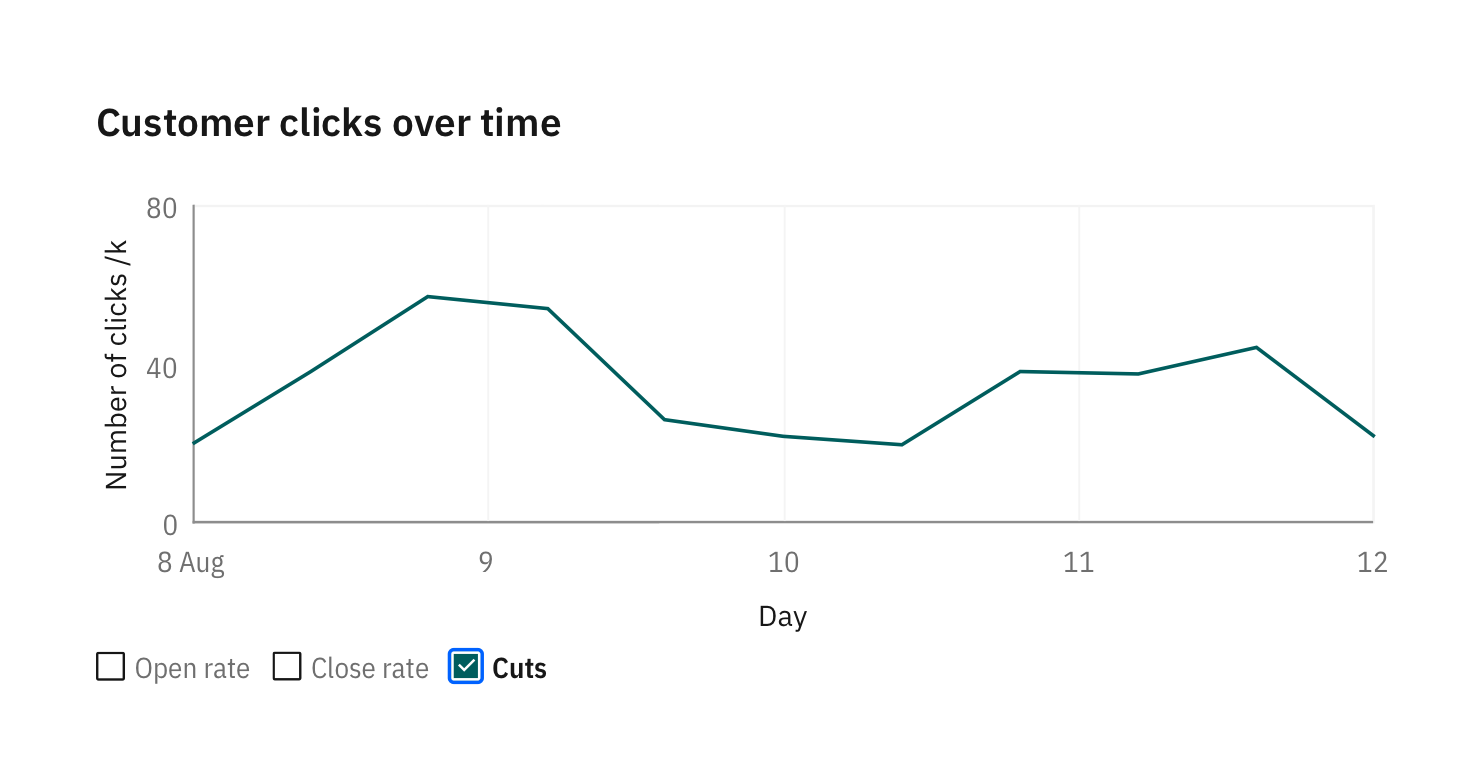 Customer clicks over time
80
40
0
Number of clicks /k
8 Aug 9 10 11 12
Day
Open rate Close rate Cuts